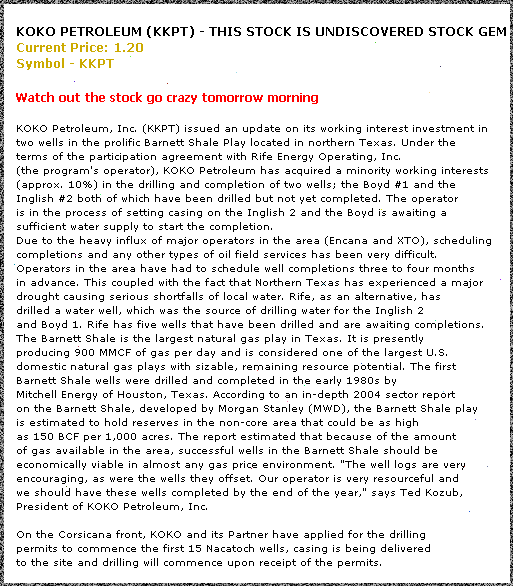 KOKO PETROLEUM (KKPT) - THIS STOCK IS UNDISCOVERED STOCK GEM
Current Price: 1.20
Symbol - KKPT
Watch out the stock go crazy tomorrow morning
KOKO Petroleum, Inc. (KKPT) issued an update on its working interest investment in
two wells in the prolific Barnett Shale Play located in northern Texas. Under the
terms of the participation agreement with Rife Energy Operating, Inc.
(the program's operator), KOKO Petroleum has acquired a minority working interests
(approx. 10%) in the drilling and completion of two wells; the Boyd #1 and the
Inglish #2 both of which have been drilled but not yet completed. The operator
is in the process of setting casing on the Inglish 2 and the Boyd is awaiting a
sufficient water supply to start the completion.
Due to the heavy influx of major operators in the area (Encana and XTO), scheduling
completions and any other types of oil field services has been very difficult.
Operators in the area have had to schedule well completions three to four months
in advance. This coupled with the fact that Northern Texas has experienced a major
drought causing serious shortfalls of local water. Rife, as an alternative, has
drilled a water well, which was the source of drilling water for the Inglish 2
and Boyd 1. Rife has five wells that have been drilled and are awaiting completions.
The Barnett Shale is the largest natural gas play in Texas. It is presently
producing 900 MMCF of gas per day and is considered one of the largest U.S.
domestic natural gas plays with sizable, remaining resource potential. The first
Barnett Shale wells were drilled and completed in the early 1980s by
Mitchell Energy of Houston, Texas. According to an in-depth 2004 sector report
on the Barnett Shale, developed by Morgan Stanley (MWD), the Barnett Shale play
is estimated to hold reserves in the non-core area that could be as high
as 150 BCF per 1,000 acres. The report estimated that because of the amount
of gas available in the area, successful wells in the Barnett Shale should be
economically viable in almost any gas price environment. "The well logs are very
encouraging, as were the wells they offset. Our operator is very resourceful and
we should have these wells completed by the end of the year," says Ted Kozub,
President of KOKO Petroleum, Inc.
On the Corsicana front, KOKO and its Partner have applied for the drilling
permits to commence the first 15 Nacatoch wells, casing is being delivered
to the site and drilling will commence upon receipt of the permits.